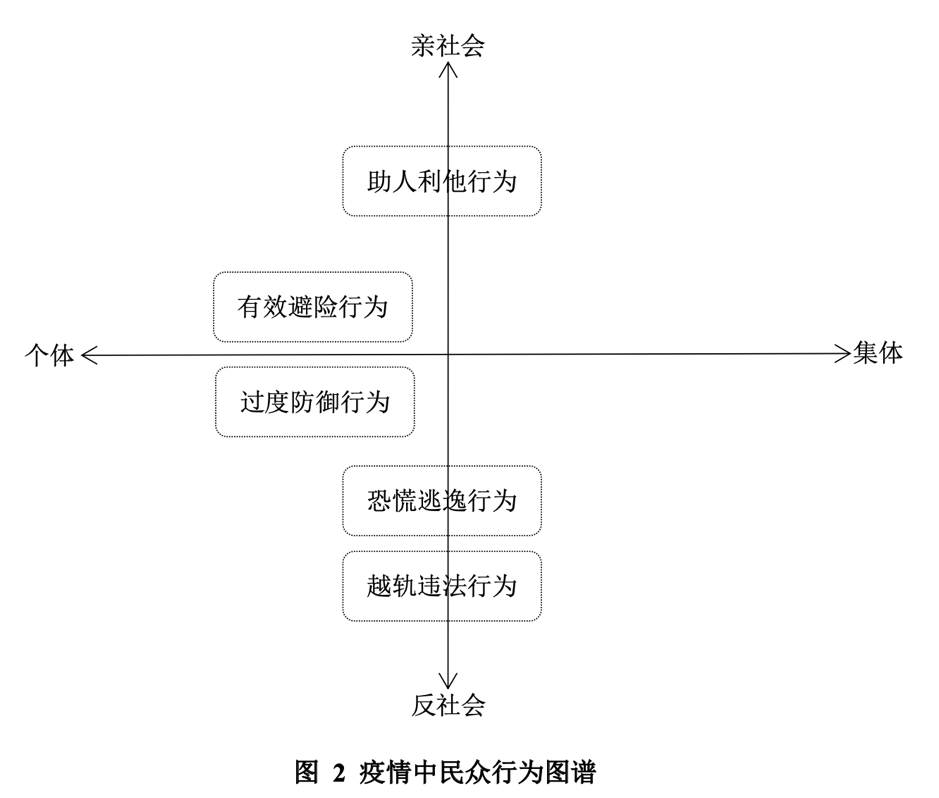 亲社会
助人利他行为
有效避险行为
个体
集体
过度防御行为
恐慌逃逸行为
越轨违法行为
反社会
图 2 疫情中民众行为图谱